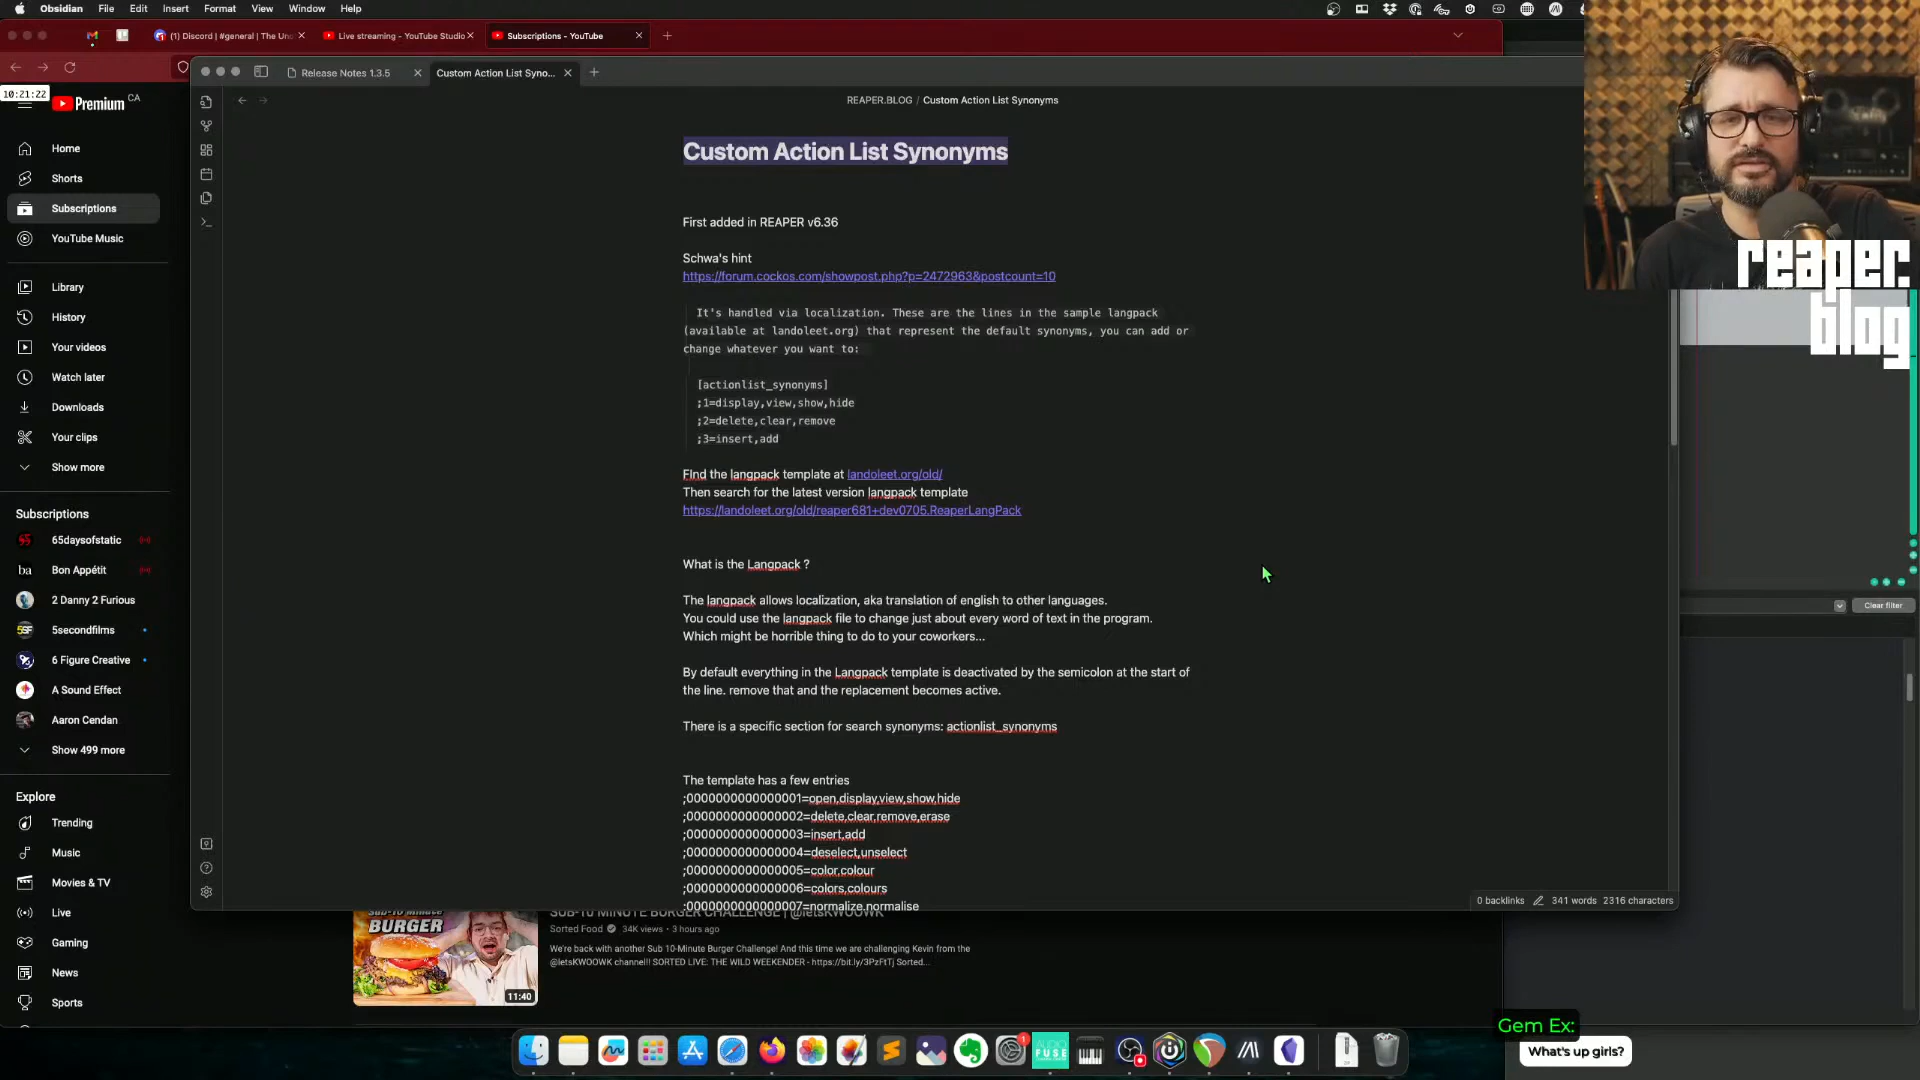 Obsidian File Edit Insert Format View Window Help
(1) Discord | #general | The Un
Live streaming - YouTube Studio
Subscriptions - YouTube
Release Notes 1.3.5
Custom Action List Syno...
10:21:22
Premium CA
REAPER.BLOG / Custom Action List Synonyms
Home
Shorts
Subscriptions
YouTube Music
Library
History
Your videos
Watch later
Downloads
Your clips
Show more
Subscriptions
65daysofstatic
Bon Appétit
2 Danny 2 Furious
5secondfilms
6 Figure Creative
A Sound Effect
Aaron Cendan
Show 499 more
Explore
Trending
Music
Movies & TV
Live
Gaming
News
Sports
Custom Action List Synonyms
First added in REAPER v6.36
Schwa's hint
https://forum.cockos.com/showpost.php?p=2472963&postcount=10
It's handled via localization. These are the lines in the sample langpack
(available at landoleet.org) that represent the default synonyms, you can add or
change whatever you want to:
[actionlist_synonyms]
;1=display,view,show,hide
;2=delete,clear,remove
;3=insert,add
FInd the langpack template at landoleet.org/old/
Then search for the latest version langpack template
https://landoleet.org/old/reaper681+dev0705.ReaperLangPack
What is the Langpack ?
The langpack allows localization, aka translation of english to other languages.
You could use the langpack file to change just about every word of text in the program.
Which might be horrible thing to do to your coworkers...
By default everything in the Langpack template is deactivated by the semicolon at the start of
the line. remove that and the replacement becomes active.
There is a specific section for search synonyms: actionlist_synonyms
The template has a few entries
;0000000000000001=open,display,view,show,hide
;0000000000000002=delete,clear,remove,erase
;0000000000000003=insert,add
;0000000000000004=deselect,unselect
;0000000000000005=color,colour
;0000000000000006=colors,colours
;0000000000000007=normalize,normalise
0 backlinks 341 words 2316 characters
reaper.
blog
Clear filter
SUB-10 MINUTE BURGER CHALLENGE | @letsKWOOWK
Sorted Food 34K views • 3 hours ago
We're back with another Sub 10-Minute Burger Challenge! And this time we are challenging Kevin from the
@letsKWOOWK channel!! SORTED LIVE: THE WILD WEEKENDER - https://bit.ly/3PzFtTj Sorted...
SUB-10 MINUTE
BURGER
11:40
Gem Ex:
What's up girls?
AUDIO
FUSE
1